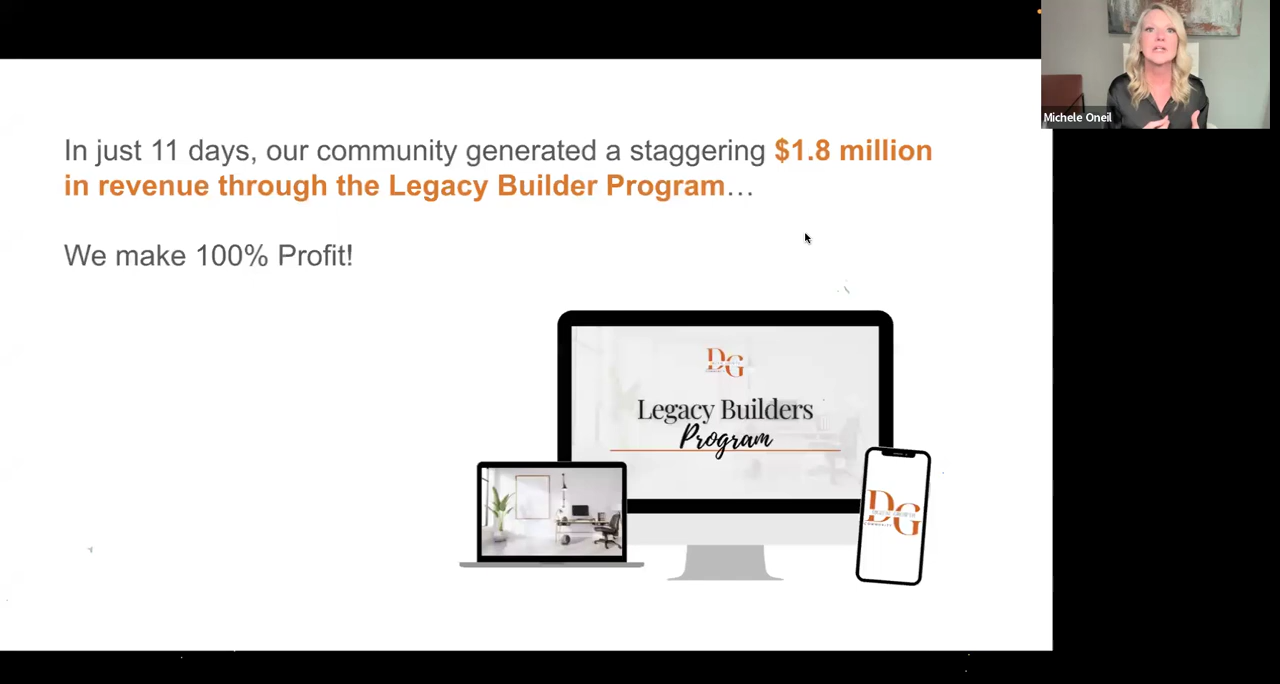 In just 11 days, our community generated a staggering $1.8 million
in revenue through the Legacy Builder Program…
We make 100% Profit!
Michele Oneil
DG
Legacy Builders
Program
DG
COMMUNITY